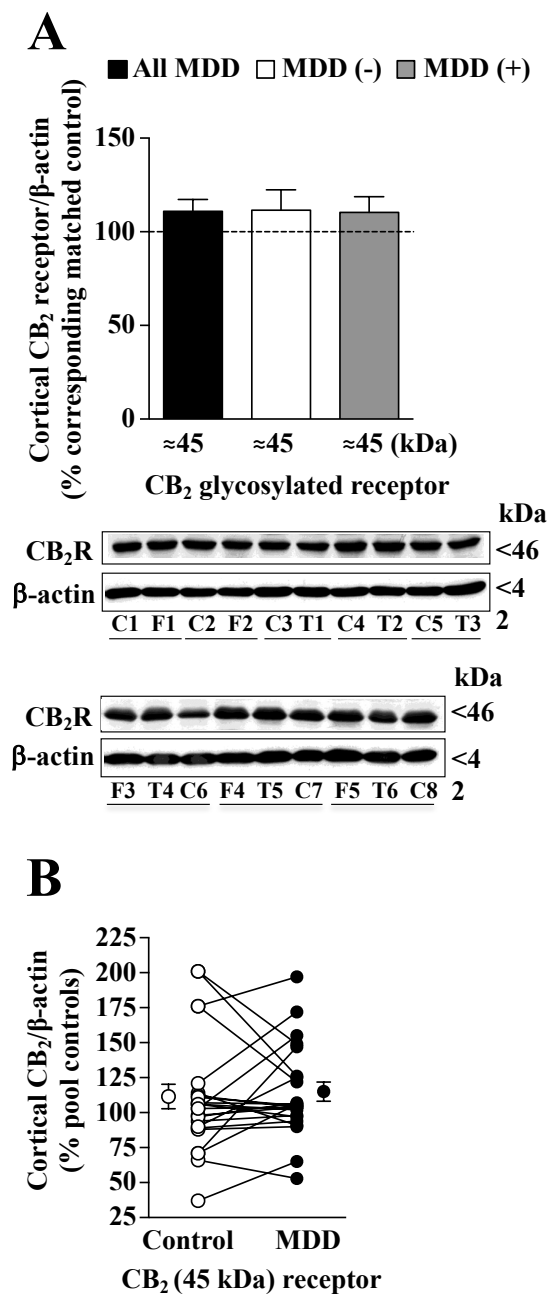 A
All MDD MDD (-) MDD (+)
Cortical CB₂ receptor/β-actin
(% corresponding matched control)
150
100
50
0
≈45 ≈45 ≈45 (kDa)
CB₂ glycosylated receptor
kDa
CB₂R <46
β-actin <4
2
C1 F1 C2 F2 C3 T1 C4 T2 C5 T3
kDa
CB₂R <46
β-actin <4
2
F3 T4 C6 F4 T5 C7 F5 T6 C8
B
Cortical CB₂/β-actin
(% pool controls)
225
200
175
150
125
100
75
50
25
Control MDD
CB₂ (45 kDa) receptor